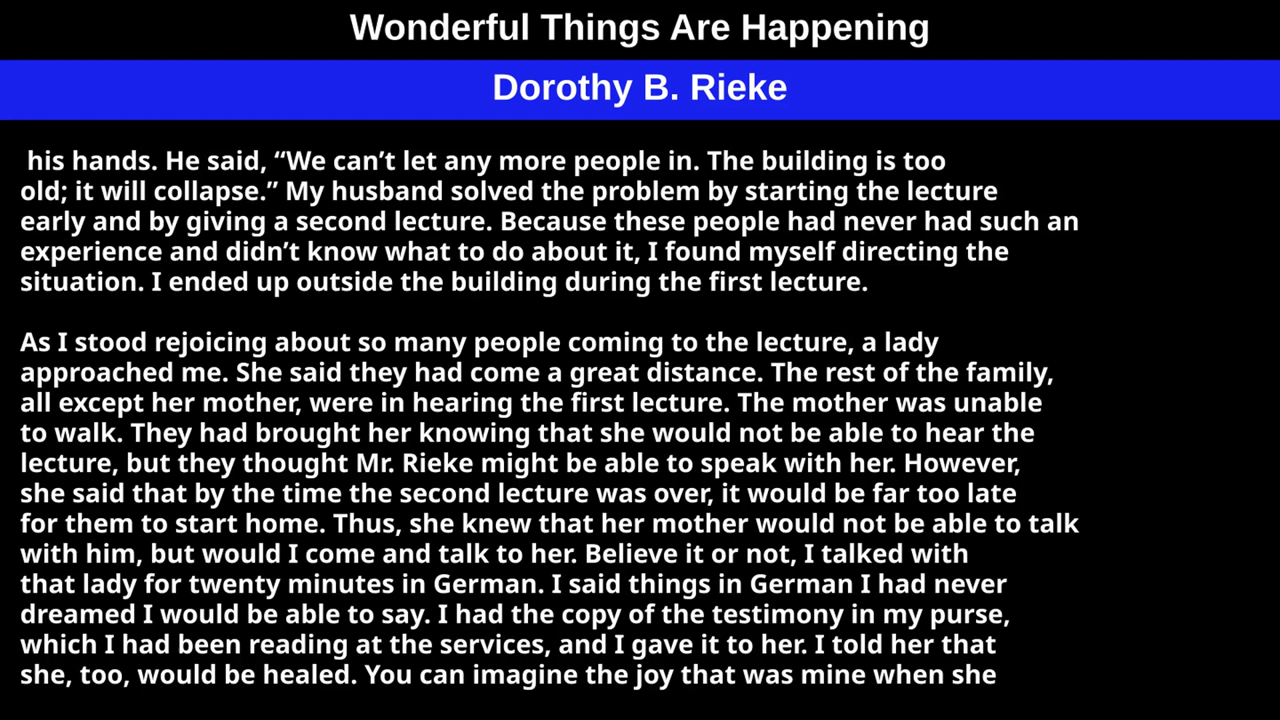 Wonderful Things Are Happening
Dorothy B. Rieke
his hands. He said, “We can’t let any more people in. The building is too
old; it will collapse.” My husband solved the problem by starting the lecture
early and by giving a second lecture. Because these people had never had such an
experience and didn’t know what to do about it, I found myself directing the
situation. I ended up outside the building during the first lecture.

As I stood rejoicing about so many people coming to the lecture, a lady
approached me. She said they had come a great distance. The rest of the family,
all except her mother, were in hearing the first lecture. The mother was unable
to walk. They had brought her knowing that she would not be able to hear the
lecture, but they thought Mr. Rieke might be able to speak with her. However,
she said that by the time the second lecture was over, it would be far too late
for them to start home. Thus, she knew that her mother would not be able to talk
with him, but would I come and talk to her. Believe it or not, I talked with
that lady for twenty minutes in German. I said things in German I had never
dreamed I would be able to say. I had the copy of the testimony in my purse,
which I had been reading at the services, and I gave it to her. I told her that
she, too, would be healed. You can imagine the joy that was mine when she